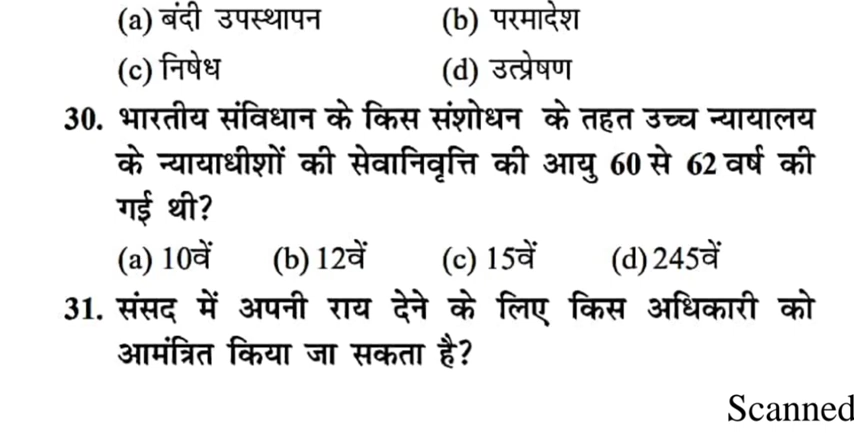 (a) बंदी उपस्थापन (b) परमादेश
(c) निषेध (d) उत्प्रेषण
30. भारतीय संविधान के किस संशोधन के तहत उच्च न्यायालय
के न्यायाधीशों की सेवानिवृत्ति की आयु 60 से 62 वर्ष की
गई थी?
(a) 10वें (b) 12वें (c) 15वें (d) 245वें
31. संसद में अपनी राय देने के लिए किस अधिकारी को
आमंत्रित किया जा सकता है?
Scanned